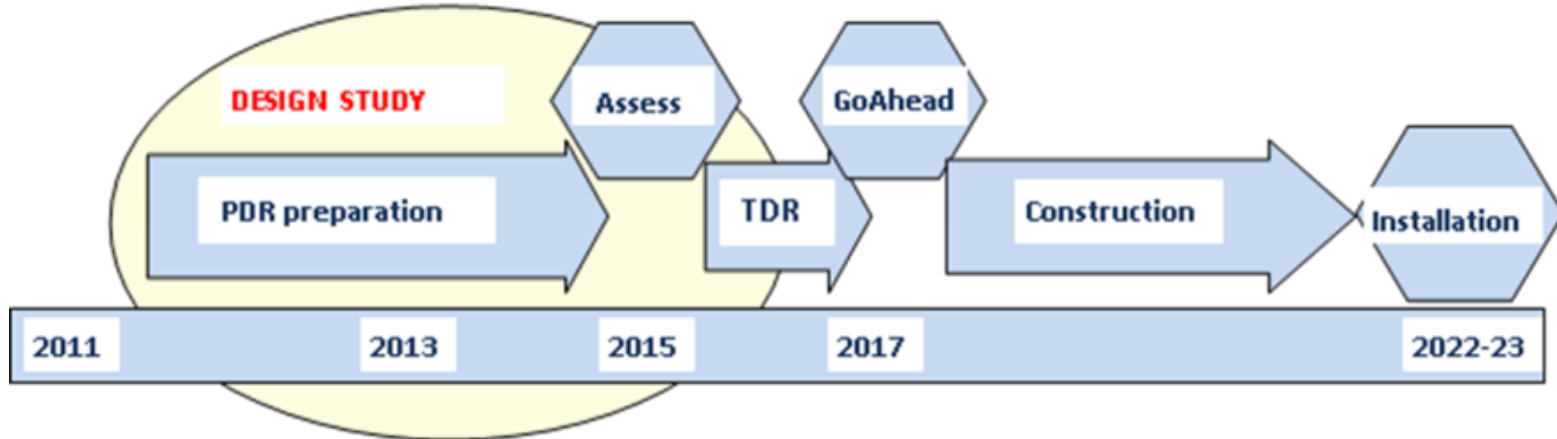 DESIGN STUDY
Assess
GoAhead
PDR preparation
TDR
Construction
Installation
2011
2013
2015
2017
2022-23